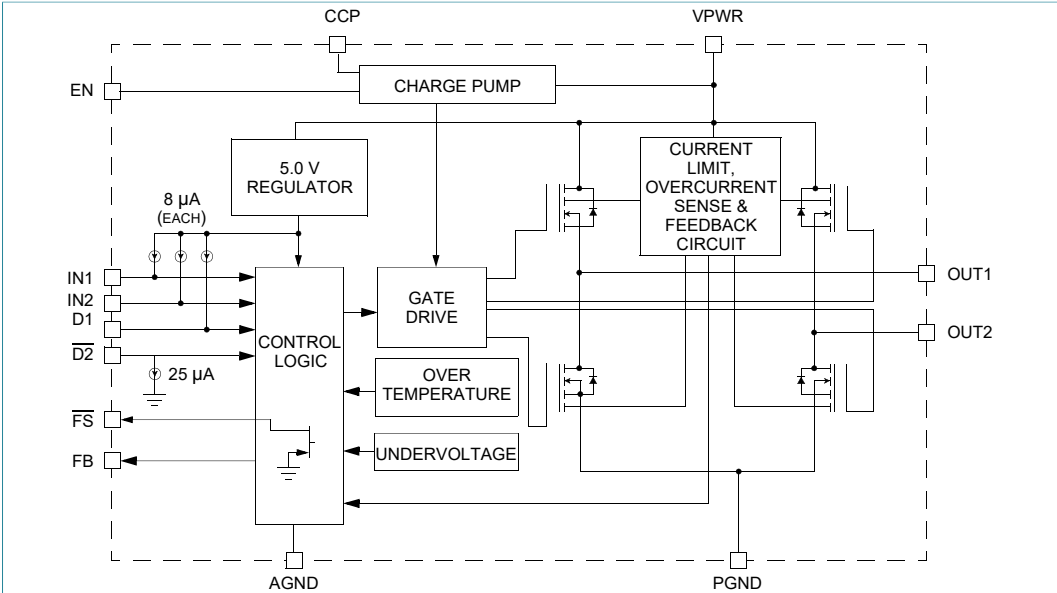 CCP
VPWR
EN
CHARGE PUMP
5.0 V
REGULATOR
CURRENT
LIMIT,
OVERCURRENT
SENSE &
FEEDBACK
CIRCUIT
8 µA
(EACH)
IN1
IN2
D1
D2
25 µA
FS
FB
CONTROL
LOGIC
GATE
DRIVE
OVER
TEMPERATURE
UNDERVOLTAGE
OUT1
OUT2
AGND
PGND